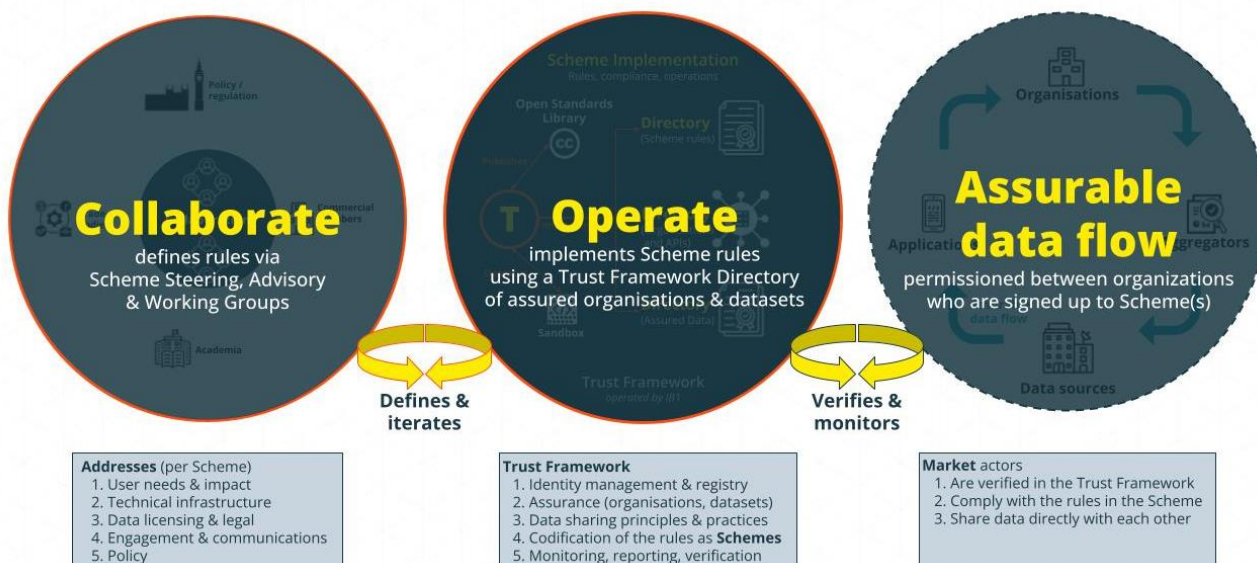 Policy /
regulation
Commercial
Academia
Collaborate
defines rules via
Scheme Steering, Advisory
& Working Groups
Scheme Implementation
Rules, compliance, operations
Open Standards
Library
CC
Directory
(Scheme rules)
T
and APIs)
Operate
implements Scheme rules
using a Trust Framework Directory
of assured organisations & datasets
(Assured Data)
Sandbox
Trust Framework
operated by IB1
Organisations
Assurable
data flow
permissioned between organizations
who are signed up to Scheme(s)
data flow
Data sources
Defines &
iterates
Verifies &
monitors
Addresses (per Scheme)
1. User needs & impact
2. Technical infrastructure
3. Data licensing & legal
4. Engagement & communications
5. Policy
Trust Framework
1. Identity management & registry
2. Assurance (organisations, datasets)
3. Data sharing principles & practices
4. Codification of the rules as Schemes
5. Monitoring, reporting, verification
Market actors
1. Are verified in the Trust Framework
2. Comply with the rules in the Scheme
3. Share data directly with each other